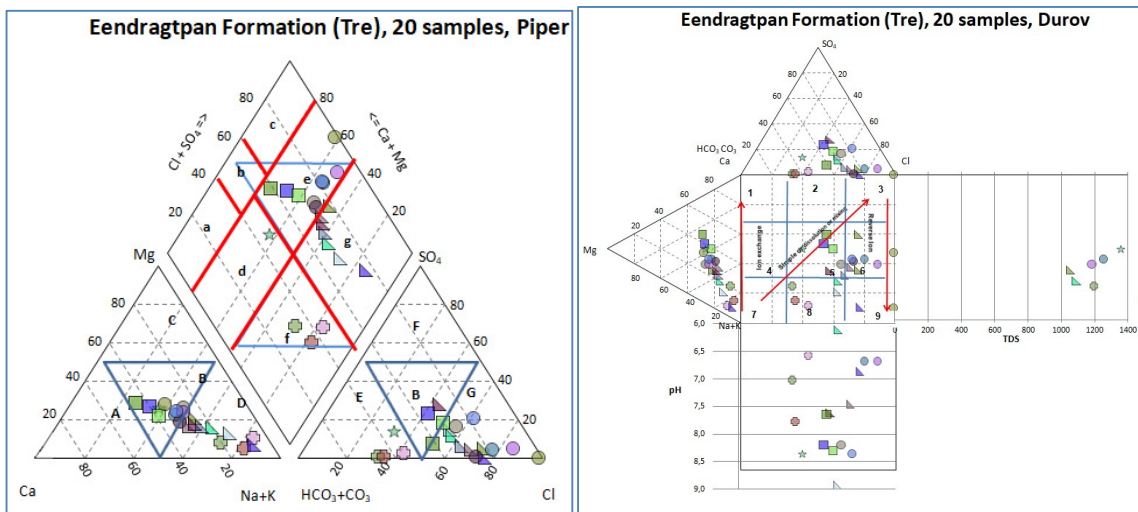 Eendragtpan Formation (Tre), 20 samples, Piper
80 80
60 60
40 40
20 20
Cl + SO₄ =>
<= Ca + Mg
c
b
e
a
g
d
f
Mg
SO₄
80 80
60 60
40 40
20 20
C
F
A
B
D
E
B
G
80 60 40 20
20 40 60 80
Ca
Na+K
HCO₃+CO₃
Cl
Eendragtpan Formation (Tre), 20 samples, Durov
SO₄
80 80
60 60
40 40
20 20
HCO₃ CO₃
Ca
Cl
80
60
40
20
Mg
20
40
60
80
20
Na+K
1 2 3
4 5 6
7 8 9
Ion exchange
Simple dissolution or mixing
Reverse Ion
0 200 400 600 800 1000 1200 1400
TDS
6,0
6,5
7,0
pH
7,5
8,0
8,5
9,0